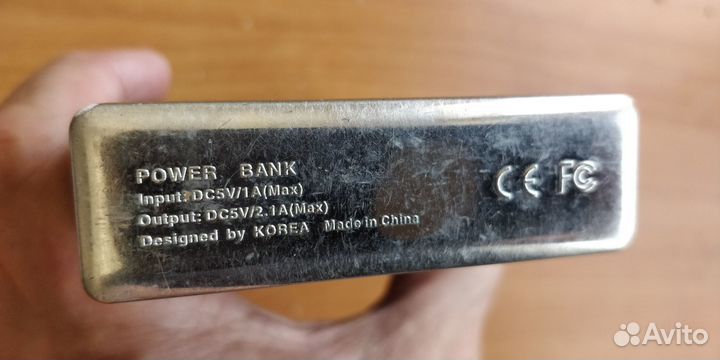 POWER BANK
Input: DC5V/1A(Max)
Output: DC5V/2.1A(Max)
Designed by KOREA Made in China
CE FC
Avito